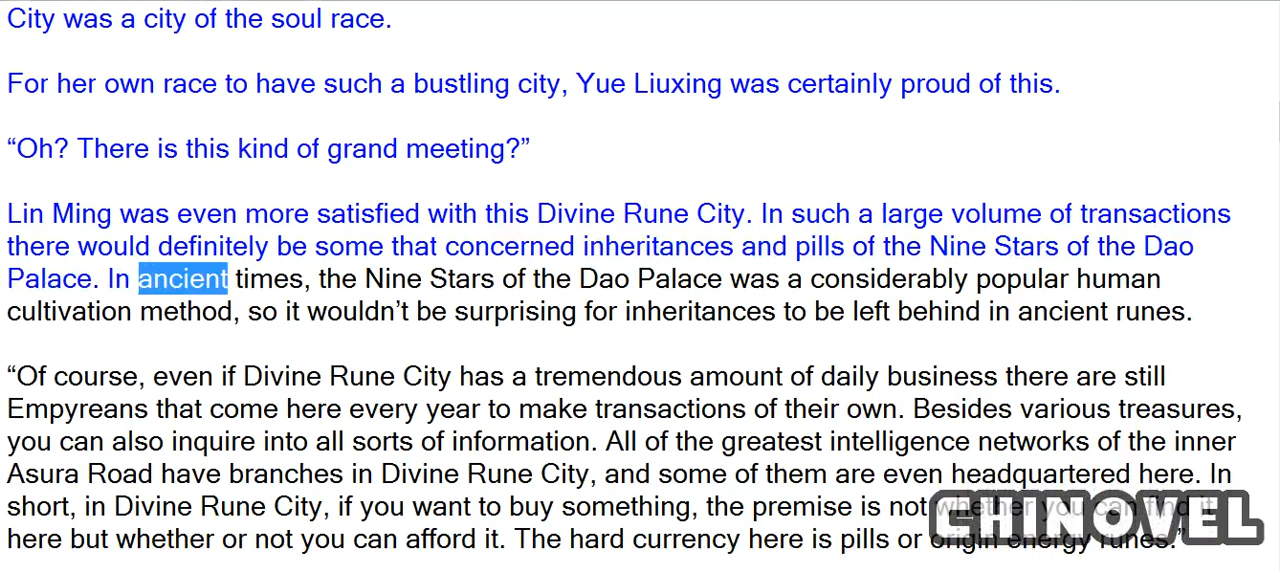 City was a city of the soul race.
For her own race to have such a bustling city, Yue Liuxing was certainly proud of this.
“Oh? There is this kind of grand meeting?”
Lin Ming was even more satisfied with this Divine Rune City. In such a large volume of transactions
there would definitely be some that concerned inheritances and pills of the Nine Stars of the Dao
Palace. In ancient times, the Nine Stars of the Dao Palace was a considerably popular human
cultivation method, so it wouldn’t be surprising for inheritances to be left behind in ancient runes.
“Of course, even if Divine Rune City has a tremendous amount of daily business there are still
Empyreans that come here every year to make transactions of their own. Besides various treasures,
you can also inquire into all sorts of information. All of the greatest intelligence networks of the inner
Asura Road have branches in Divine Rune City, and some of them are even headquartered here. In
short, in Divine Rune City, if you want to buy something, the premise is not whether you can find it
here but whether or not you can afford it. The hard currency here is pills or origin energy runes.”
CHINOVEL